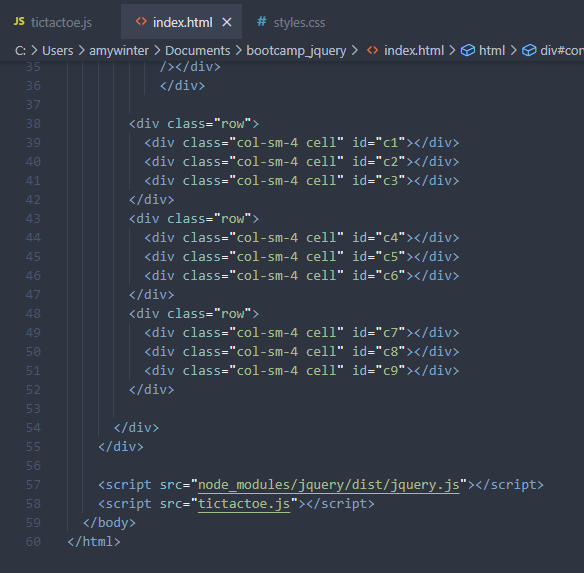 JS tictactoe.js <> index.html × # styles.css
C: > Users > amywinter > Documents > bootcamp_jquery > <> index.html > html > div#con
35 /></div>
36 </div>
37
38 <div class="row">
39 <div class="col-sm-4 cell" id="c1"></div>
40 <div class="col-sm-4 cell" id="c2"></div>
41 <div class="col-sm-4 cell" id="c3"></div>
42 </div>
43 <div class="row">
44 <div class="col-sm-4 cell" id="c4"></div>
45 <div class="col-sm-4 cell" id="c5"></div>
46 <div class="col-sm-4 cell" id="c6"></div>
47 </div>
48 <div class="row">
49 <div class="col-sm-4 cell" id="c7"></div>
50 <div class="col-sm-4 cell" id="c8"></div>
51 <div class="col-sm-4 cell" id="c9"></div>
52 </div>
53
54 </div>
55 </div>
56
57 <script src="node_modules/jquery/dist/jquery.js"></script>
58 <script src="tictactoe.js"></script>
59 </body>
60 </html>